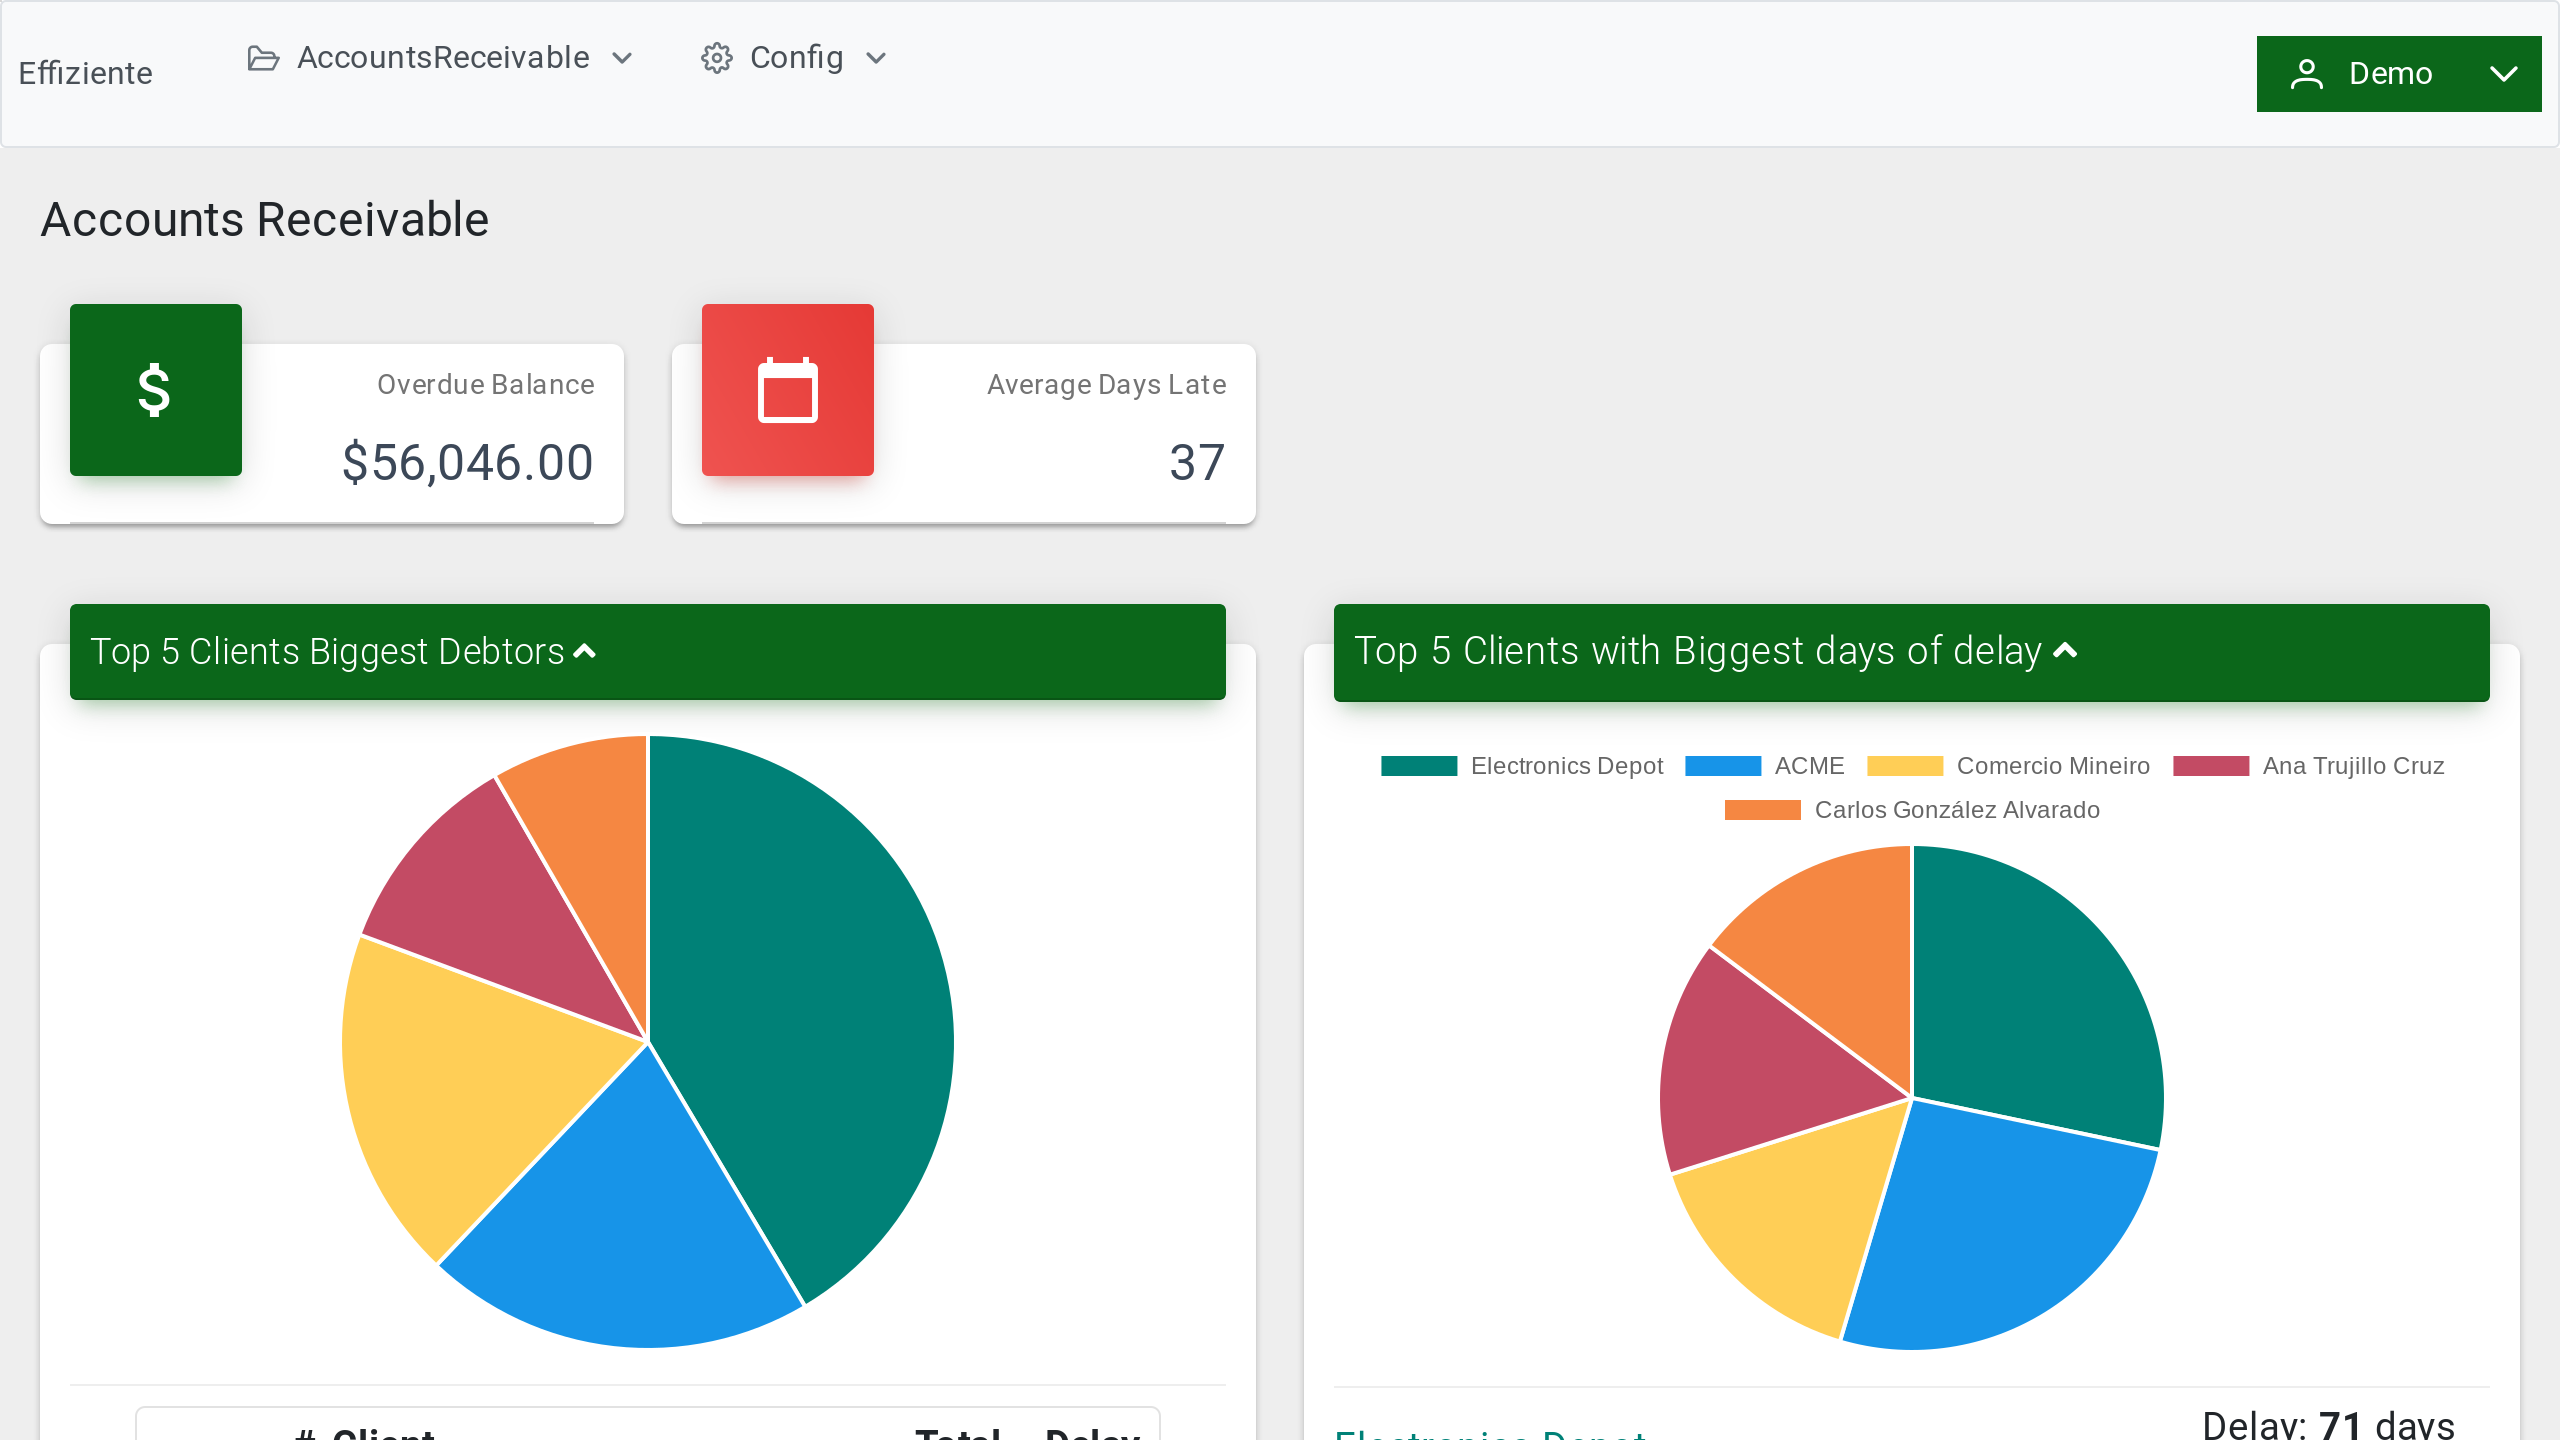 Effiziente
AccountsReceivable
Config
Demo
Accounts Receivable
Overdue Balance
$56,046.00
Average Days Late
37
Top 5 Clients Biggest Debtors
Top 5 Clients with Biggest days of delay
Electronics Depot
ACME
Comercio Mineiro
Ana Trujillo Cruz
Carlos González Alvarado
# Client Total Delay
Electronics Depot
Delay: 71 days